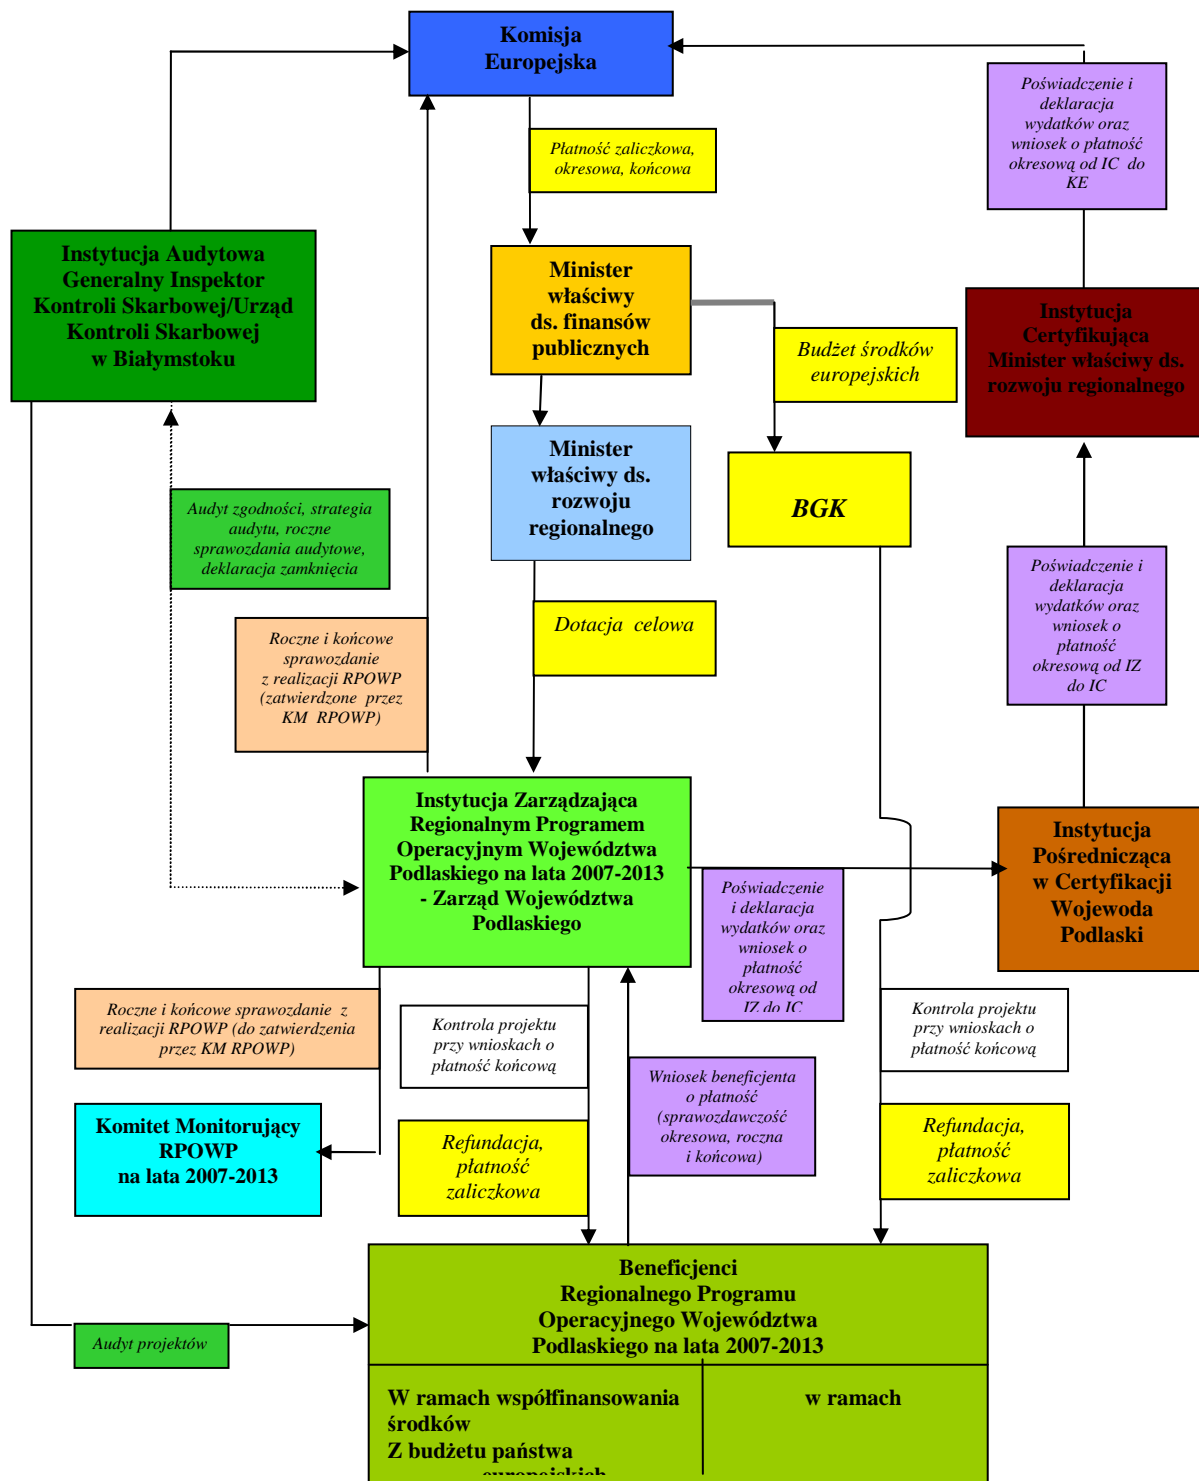 Komisja
Europejska
Poświadczenie i
deklaracja
wydatków oraz
wniosek o płatność
okresową od IC do
KE
Płatność zaliczkowa,
okresowa, końcowa
Instytucja Audytowa
Generalny Inspektor
Kontroli Skarbowej/Urząd
Kontroli Skarbowej
w Białymstoku
Minister
właściwy
ds. finansów
publicznych
Budżet środków
europejskich
Instytucja
Certyfikująca
Minister właściwy ds.
rozwoju regionalnego
Minister
właściwy ds.
rozwoju
regionalnego
BGK
Audyt zgodności, strategia
audytu, roczne
sprawozdania audytowe,
deklaracja zamknięcia
Poświadczenie i
deklaracja
wydatków oraz
wniosek o
płatność
okresową od IZ
do IC
Roczne i końcowe
sprawozdanie
z realizacji RPOWP
(zatwierdzone przez
KM RPOWP)
Dotacja celowa
Instytucja Zarządzająca
Regionalnym Programem
Operacyjnym Województwa
Podlaskiego na lata 2007-2013
- Zarząd Województwa
Podlaskiego
Instytucja
Pośrednicząca
w Certyfikacji
Wojewoda
Podlaski
Poświadczenie
i deklaracja
wydatków oraz
wniosek o
płatność
okresową od
IZ do IC
Roczne i końcowe sprawozdanie z
realizacji RPOWP (do zatwierdzenia
przez KM RPOWP)
Kontrola projektu
przy wnioskach o
płatność końcową
Kontrola projektu
przy wnioskach o
płatność końcową
Wniosek beneficjenta
o płatność
(sprawozdawczość
okresowa, roczna
i końcowa)
Komitet Monitorujący
RPOWP
na lata 2007-2013
Refundacja,
płatność
zaliczkowa
Refundacja,
płatność
zaliczkowa
Beneficjenci
Regionalnego Programu
Operacyjnego Województwa
Podlaskiego na lata 2007-2013
Audyt projektów
W ramach współfinansowania
środków
Z budżetu państwa
europejskich
w ramach